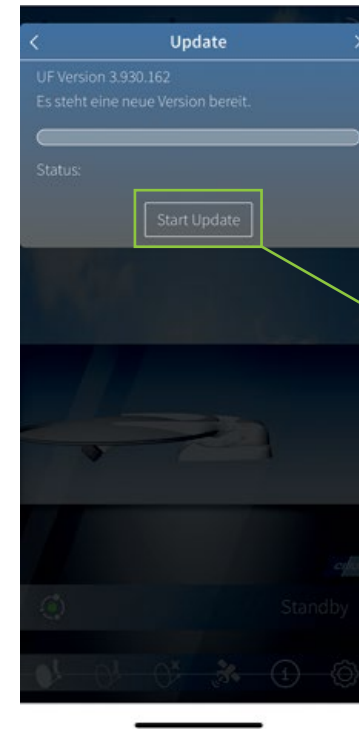 Update
UF Version 3.930.162
Es steht eine neue Version bereit.
Status:
Start Update
Standby